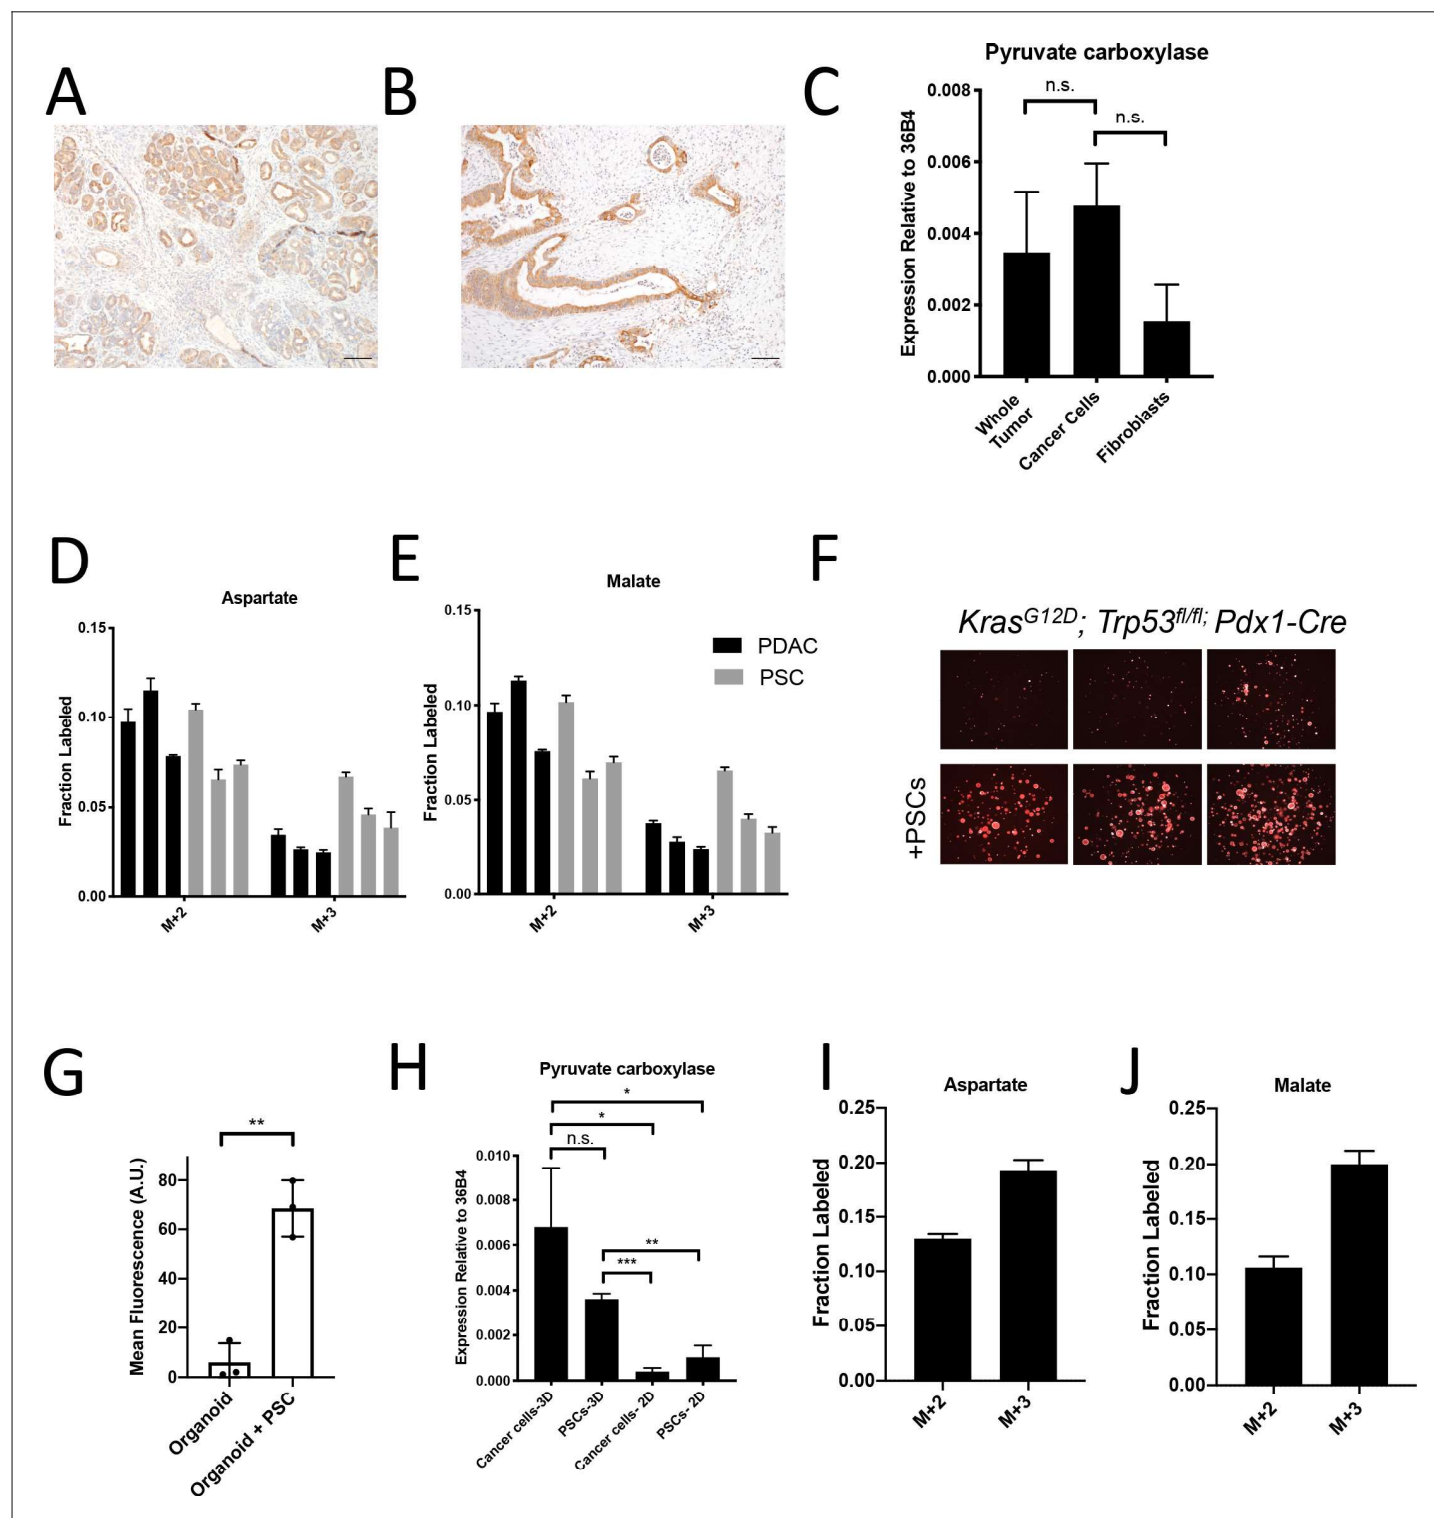 A
B
C
Pyruvate carboxylase
n.s.
n.s.
Expression Relative to 36B4
0.008
0.006
0.004
0.002
0.000
Whole
Tumor
Cancer Cells
Fibroblasts
D
Aspartate
Fraction Labeled
0.15
0.10
0.05
0.00
M+2
M+3
E
Malate
Fraction Labeled
0.15
0.10
0.05
0.00
M+2
M+3
PDAC
PSC
F
Kras^G12D; Trp53^fl/fl; Pdx1-Cre
+PSCs
G
**
Mean Fluorescence (A.U.)
80
60
40
20
0
Organoid
Organoid + PSC
H
Pyruvate carboxylase
*
*
n.s.
**
***
Expression Relative to 36B4
0.010
0.008
0.006
0.004
0.002
0.000
Cancer cells-3D
PSCs-3D
Cancer cells- 2D
PSCs- 2D
I
Aspartate
Fraction Labeled
0.25
0.20
0.15
0.10
0.05
0.00
M+2
M+3
J
Malate
Fraction Labeled
0.25
0.20
0.15
0.10
0.05
0.00
M+2
M+3